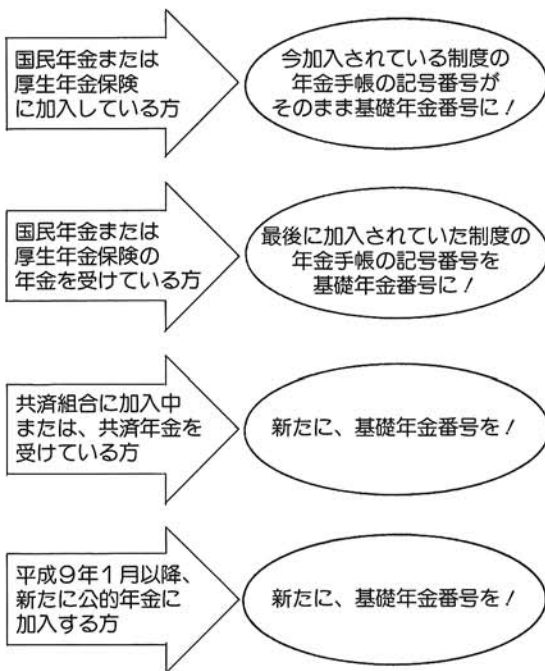 国民年金または
厚生年金保険
に加入している方
今加入されている制度の
年金手帳の記号番号が
そのまま基礎年金番号に！
国民年金または
厚生年金保険の
年金を受けている方
最後に加入されていた制度の
年金手帳の記号番号を
基礎年金番号に！
共済組合に加入中
または、共済年金を
受けている方
新たに、基礎年金番号を！
平成9年1月以降、
新たに公的年金に
加入する方
新たに、基礎年金番号を！